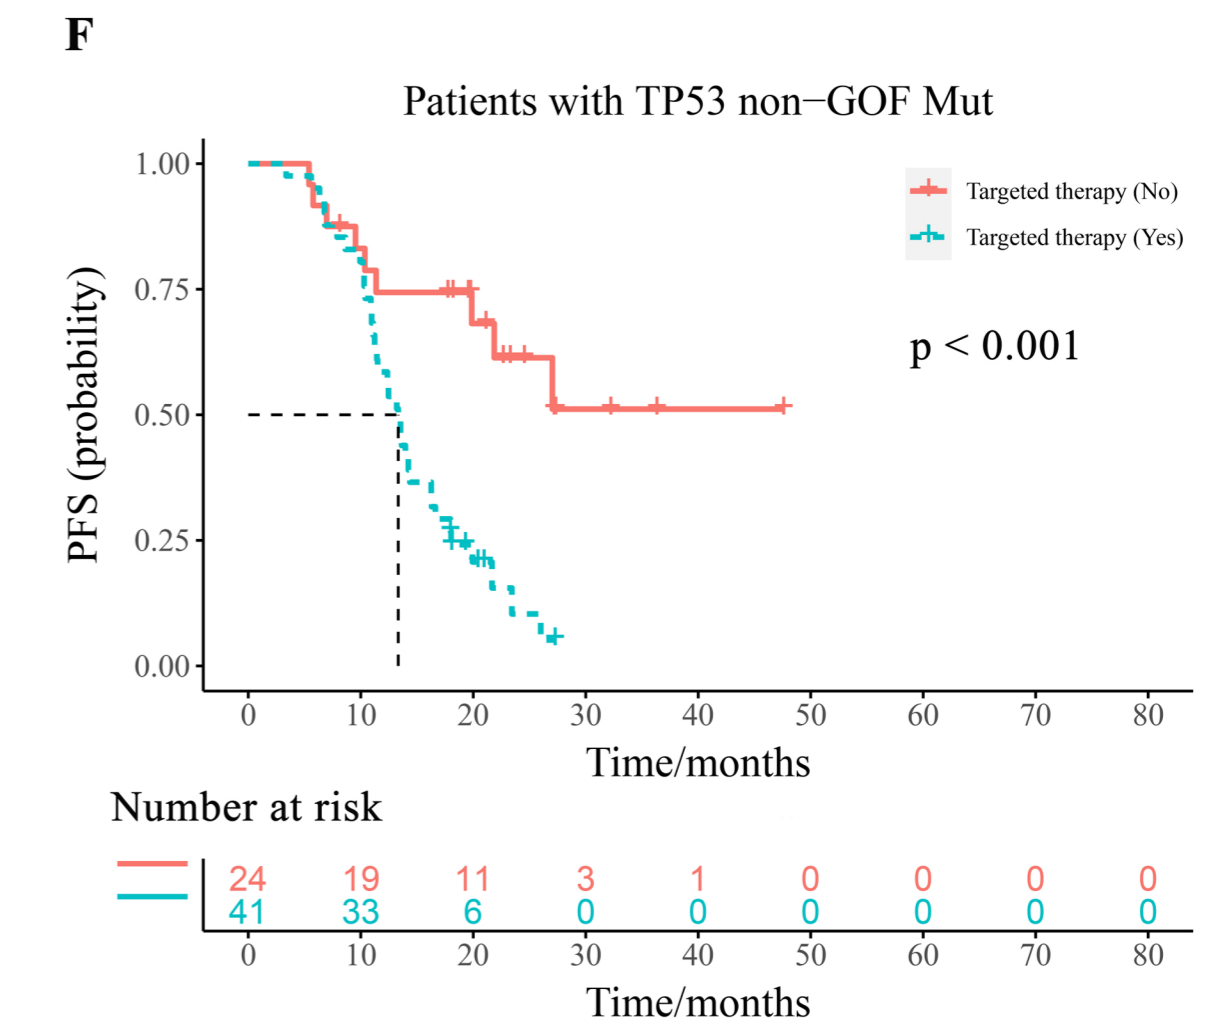 F
Patients with TP53 non−GOF Mut
1.00
0.75
0.50
0.25
0.00
PFS (probability)
Targeted therapy (No)
Targeted therapy (Yes)
p < 0.001
0 10 20 30 40 50 60 70 80
Time/months
Number at risk
24 19 11 3 1 0 0 0 0
41 33 6 0 0 0 0 0 0
0 10 20 30 40 50 60 70 80
Time/months